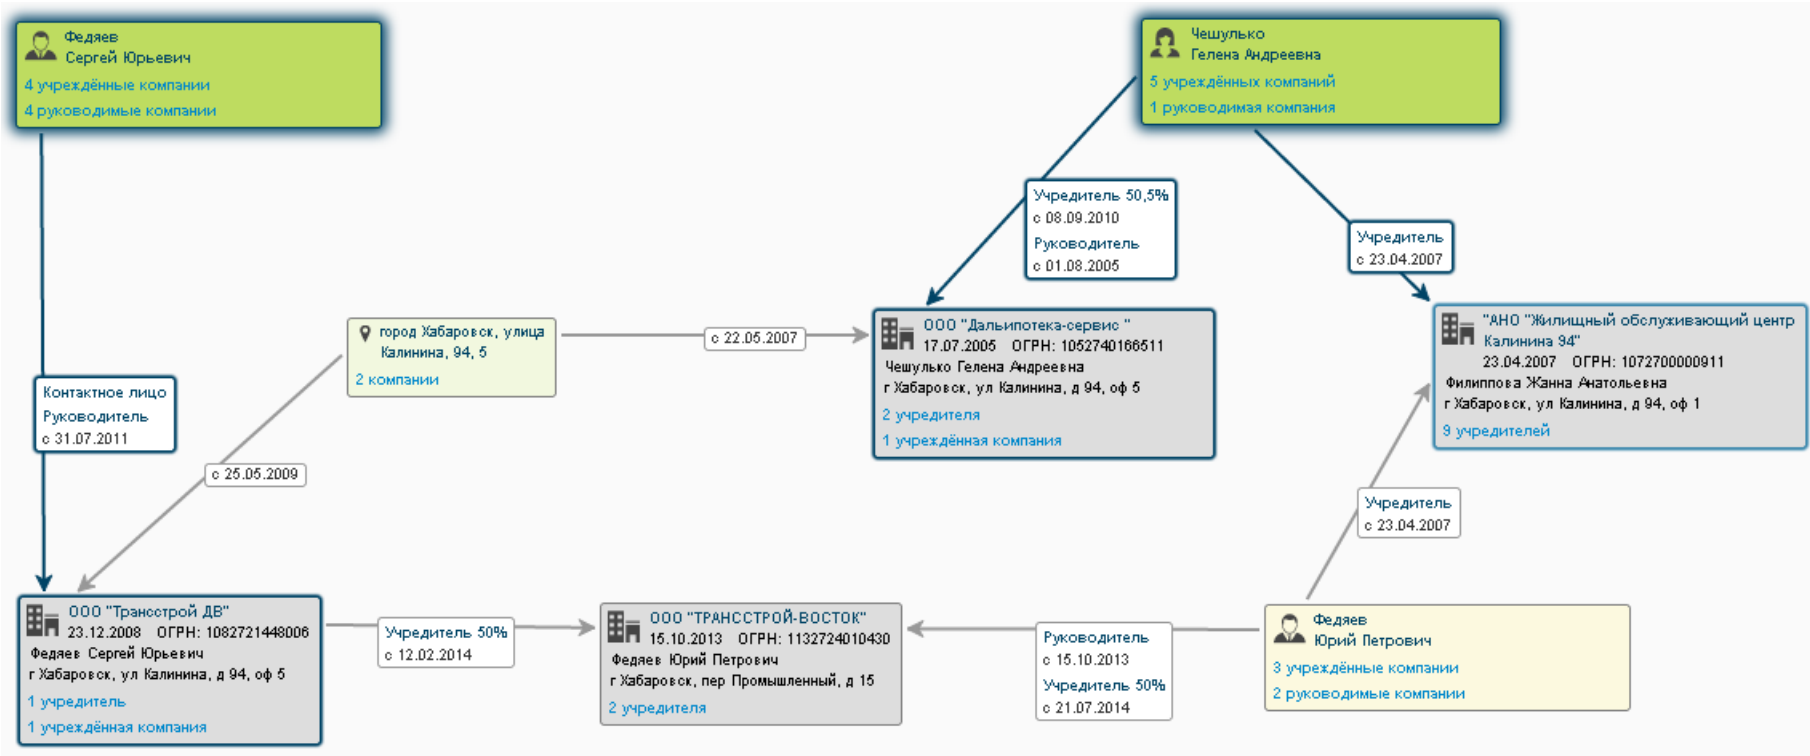 Федяев
Сергей Юрьевич
4 учреждённые компании
4 руководимые компании
Чешулько
Гелена Андреевна
5 учреждённых компаний
1 руководимая компания
Учредитель 50,5%
с 08.09.2010
Руководитель
с 01.08.2005
Учредитель
с 23.04.2007
город Хабаровск, улица
Калинина, 94, 5
2 компании
с 22.05.2007
ООО "Дальипотека-сервис "
17.07.2005 ОГРН: 1052740166511
Чешулько Гелена Андреевна
г Хабаровск, ул Калинина, д 94, оф 5
2 учредителя
1 учреждённая компания
"АНО "Жилищный обслуживающий центр
Калинина 94"
23.04.2007 ОГРН: 1072700000911
Филиппова Жанна Анатольевна
г Хабаровск, ул Калинина, д 94, оф 1
9 учредителей
Контактное лицо
Руководитель
с 31.07.2011
с 25.05.2009
Учредитель
с 23.04.2007
ООО "Трансстрой ДВ"
23.12.2008 ОГРН: 1082721448006
Федяев Сергей Юрьевич
г Хабаровск, ул Калинина, д 94, оф 5
1 учредитель
1 учреждённая компания
Учредитель 50%
с 12.02.2014
ООО "ТРАНССТРОЙ-ВОСТОК"
15.10.2013 ОГРН: 1132724010430
Федяев Юрий Петрович
г Хабаровск, пер Промышленный, д 15
2 учредителя
Руководитель
с 15.10.2013
Учредитель 50%
с 21.07.2014
Федяев
Юрий Петрович
3 учреждённые компании
2 руководимые компании